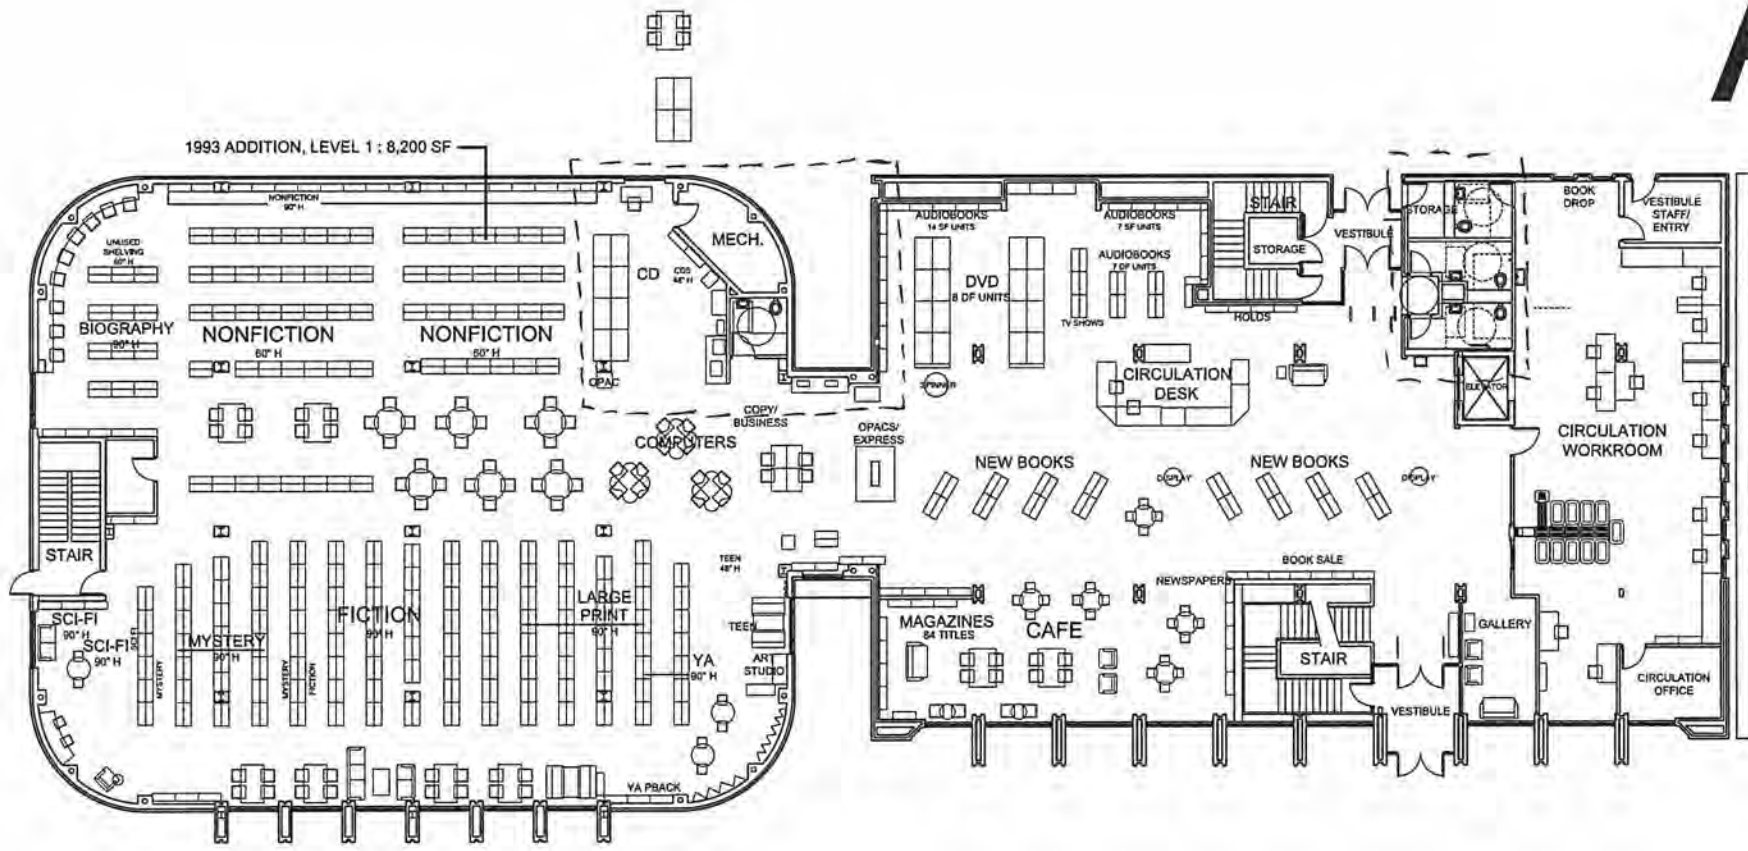 1993 ADDITION, LEVEL 1 : 8,200 SF
NONFICTION
90" H
UNUSED
SHELVING
60" H
BIOGRAPHY
90" H
NONFICTION
60" H
NONFICTION
60" H
CD
CDS
48" H
MECH.
OPAC
COPY/
BUSINESS
COMPUTERS
OPACS/
EXPRESS
STAIR
SCI-FI
90" H
SCI-FI
90" H
SCI-FI
MYSTERY
MYSTERY
90" H
MYSTERY
FICTION
FICTION
90" H
LARGE
PRINT
90" H
YA
90" H
TEEN
48" H
TEEN
ART
STUDIO
YA PBACK
AUDIOBOOKS
14 SF UNITS
AUDIOBOOKS
7 SF UNITS
AUDIOBOOKS
7 DF UNITS
DVD
8 DF UNITS
TV SHOWS
SPINNER
STAIR
STORAGE
HOLDS
VESTIBULE
STORAGE
BOOK
DROP
VESTIBULE
STAFF/
ENTRY
CIRCULATION
DESK
ELEVATOR
CIRCULATION
WORKROOM
NEW BOOKS
DISPLAY
NEW BOOKS
DISPLAY
BOOK SALE
NEWSPAPERS
MAGAZINES
84 TITLES
CAFE
STAIR
VESTIBULE
GALLERY
CIRCULATION
OFFICE